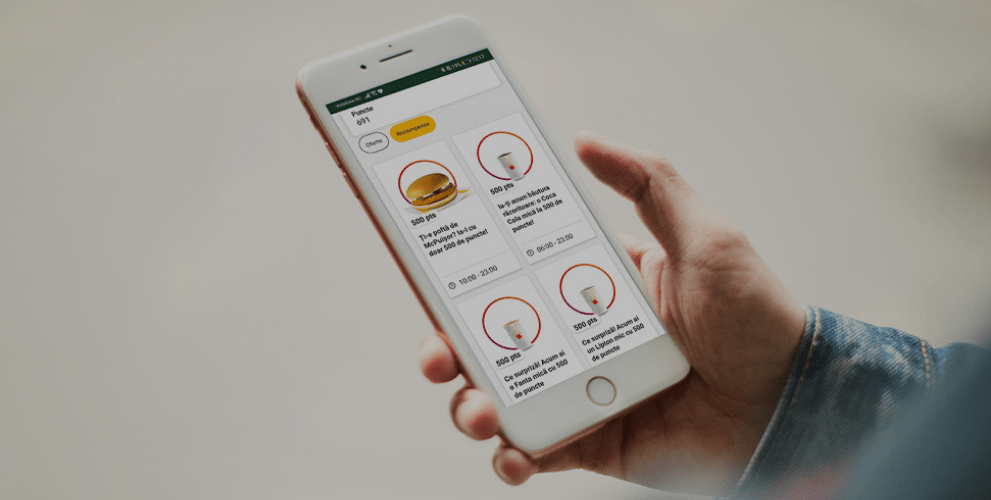 Vodafone RO
19%
13:17
Puncte
691
Oferte
Recompense
500 pts
Ți-e poftă de
McPuișor? Ia-l cu
doar 500 de puncte!
10:00 - 23:00
500 pts
Ia-ți acum băutura
răcoritoare: o Coca
Cola mică la 500 de
puncte!
06:00 - 23:00
500 pts
Ce surpriză! Acum ai
o Fanta mică cu 500
de puncte
500 pts
Ce surpriză! Acum ai
un Lipton mic cu 500
de puncte